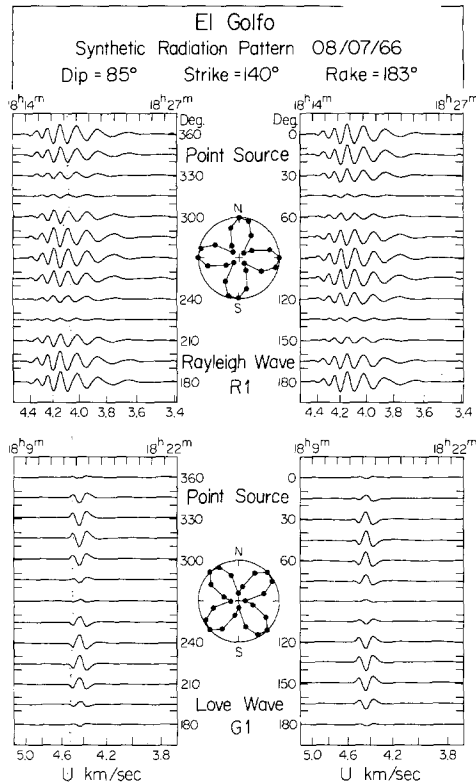 El Golfo
Synthetic Radiation Pattern 08/07/66
Dip = 85° Strike = 140° Rake = 183°
18ʰ14ᵐ 18ʰ27ᵐ 18ʰ14ᵐ 18ʰ27ᵐ
Deg. Deg.
360 0
Point Source
330 30
300 60
N
240 120
S
210 150
Rayleigh Wave
R1
180 180
4.4 4.2 4.0 3.8 3.6 3.4 4.4 4.2 4.0 3.8 3.6 3.4
18ʰ9ᵐ 18ʰ22ᵐ 18ʰ9ᵐ 18ʰ22ᵐ
360 0
Point Source
330 30
300 60
N
240 120
S
210 150
Love Wave
G1
180 180
5.0 4.6 4.2 3.8 5.0 4.6 4.2 3.8
U km/sec U km/sec